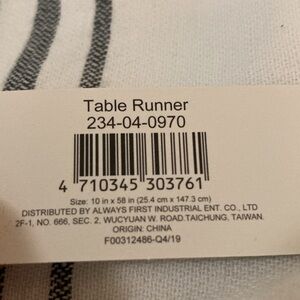 Table Runner
234-04-0970
4 710345 303761
Size: 10 in x 58 in (25.4 cm x 147.3 cm)
DISTRIBUTED BY ALWAYS FIRST INDUSTRIAL ENT. CO., LTD
2F-1, NO. 666, SEC. 2, WUCYUAN W. ROAD.TAICHUNG, TAIWAN.
ORIGIN: CHINA
F00312486-Q4/19